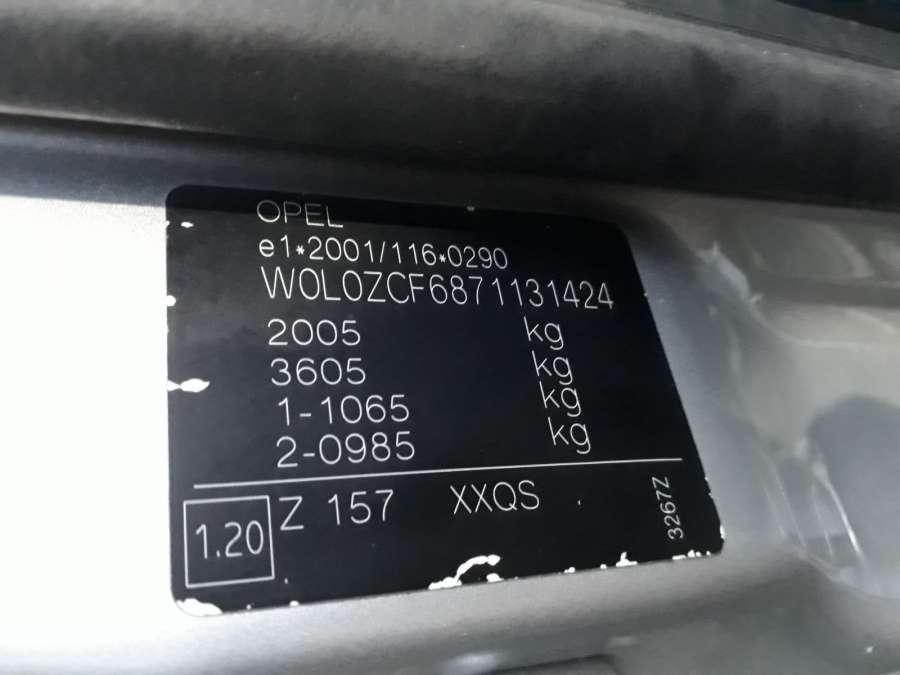 OPEL
e1*2001/116*0290
W0L0ZCF6871131424
2005 kg
3605 kg
1-1065 kg
2-0985 kg
1.20 Z 157 XXQS
3267Z